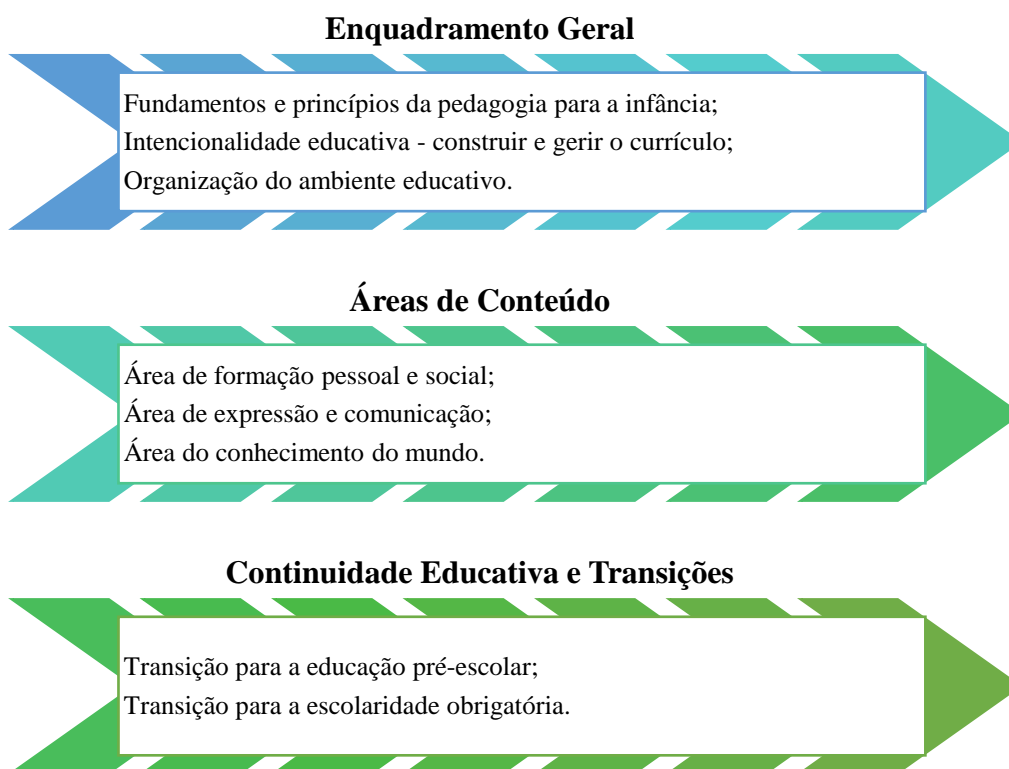 Enquadramento Geral
Fundamentos e princípios da pedagogia para a infância;
Intencionalidade educativa - construir e gerir o currículo;
Organização do ambiente educativo.
Áreas de Conteúdo
Área de formação pessoal e social;
Área de expressão e comunicação;
Área do conhecimento do mundo.
Continuidade Educativa e Transições
Transição para a educação pré-escolar;
Transição para a escolaridade obrigatória.